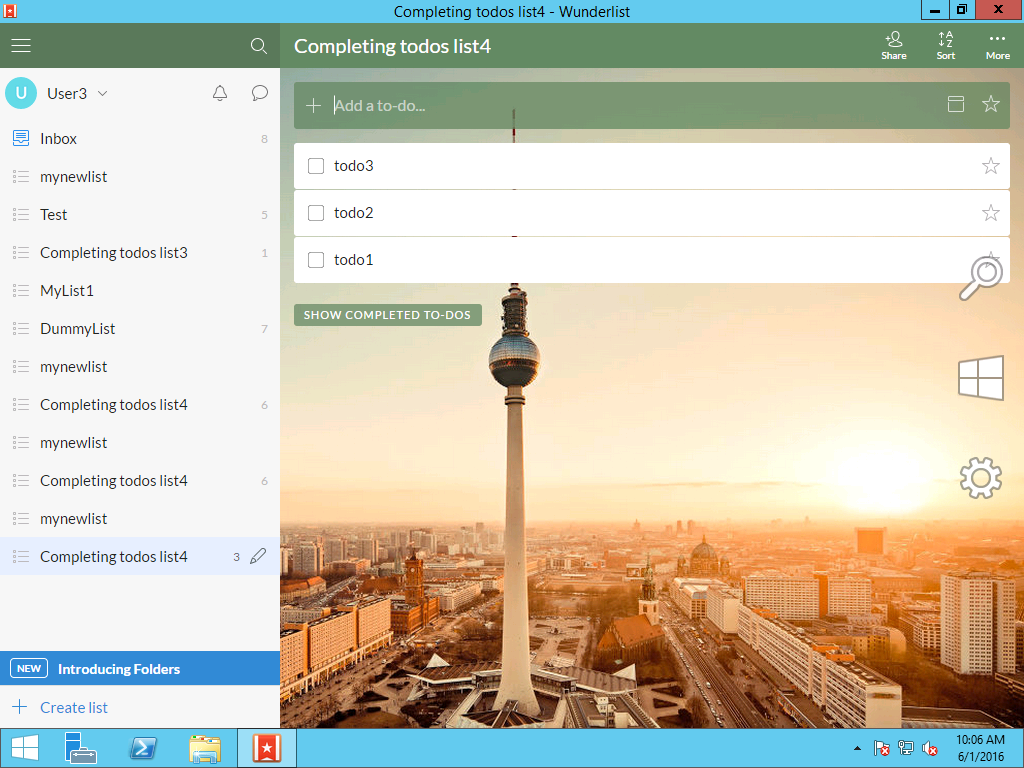 Completing todos list4 - Wunderlist
Completing todos list4
Share
Sort
More
U User3
Add a to-do...
Inbox 8
mynewlist
Test 5
Completing todos list3 1
MyList1
DummyList 7
mynewlist
Completing todos list4 6
mynewlist
Completing todos list4 6
mynewlist
Completing todos list4 3
todo3
todo2
todo1
SHOW COMPLETED TO-DOS
NEW Introducing Folders
Create list
10:06 AM
6/1/2016